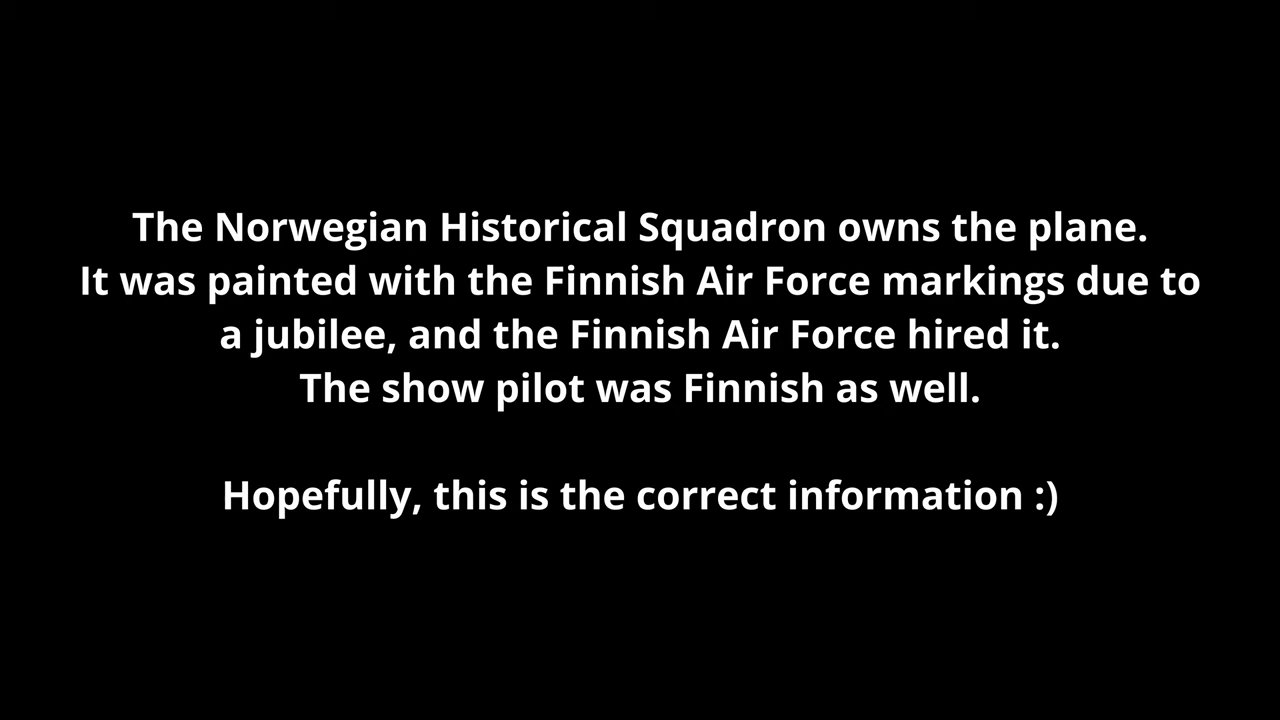 The Norwegian Historical Squadron owns the plane.
It was painted with the Finnish Air Force markings due to
a jubilee, and the Finnish Air Force hired it.
The show pilot was Finnish as well.
Hopefully, this is the correct information :)